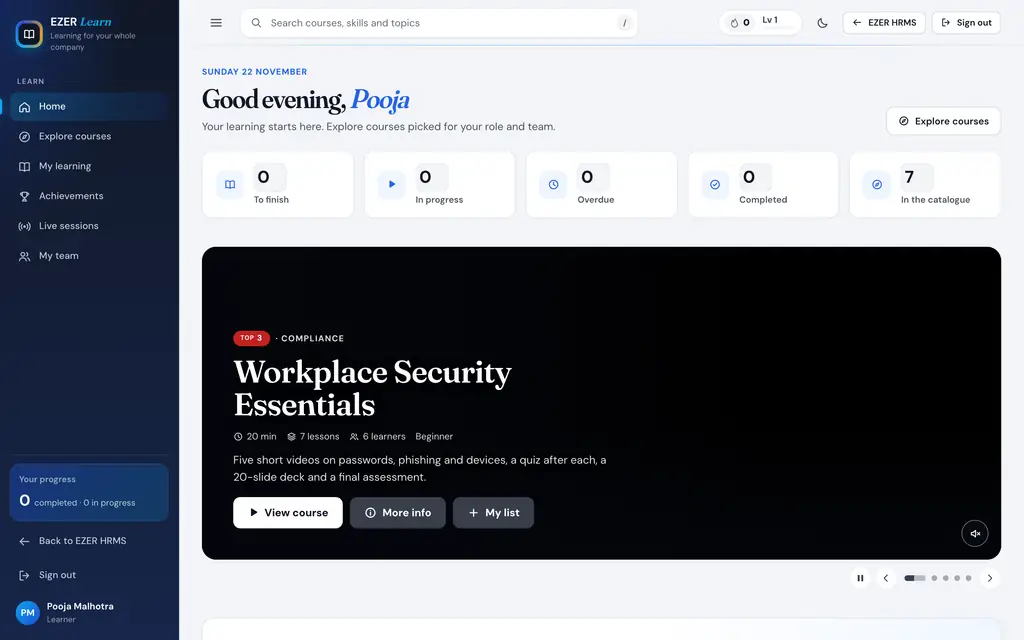 EZER Learn
Learning for your whole
company
LEARN
Home
Explore courses
My learning
Achievements
Live sessions
My team
Your progress
0 completed · 0 in progress
Back to EZER HRMS
Sign out
PM
Pooja Malhotra
Learner
Search courses, skills and topics
/
0
Lv 1
EZER HRMS
Sign out
SUNDAY 22 NOVEMBER
Good evening, Pooja
Your learning starts here. Explore courses picked for your role and team.
Explore courses
0
To finish
0
In progress
0
Overdue
0
Completed
7
In the catalogue
TOP 3 · COMPLIANCE
Workplace Security
Essentials
20 min 7 lessons 6 learners Beginner
Five short videos on passwords, phishing and devices, a quiz after each, a
20-slide deck and a final assessment.
View course
More info
My list